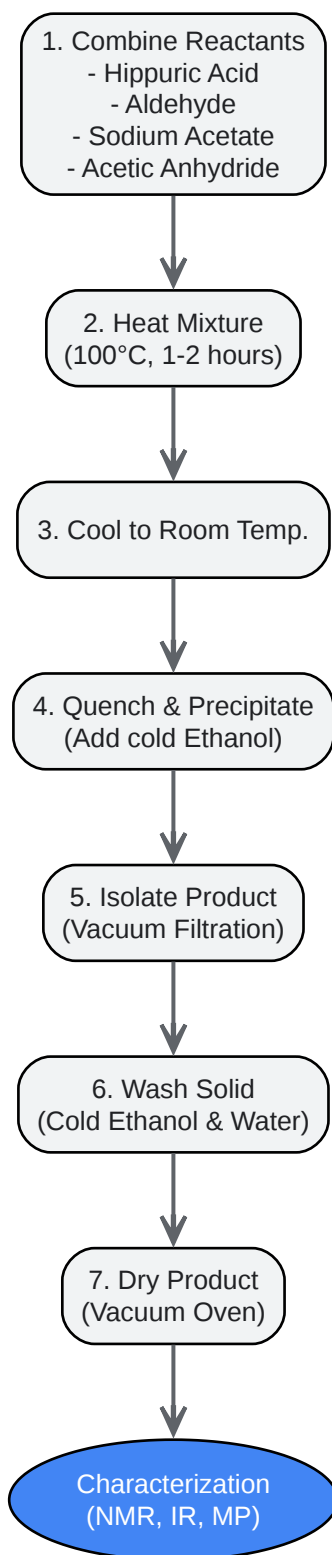 1. Combine Reactants
- Hippuric Acid
- Aldehyde
- Sodium Acetate
- Acetic Anhydride
2. Heat Mixture
(100°C, 1-2 hours)
3. Cool to Room Temp.
4. Quench & Precipitate
(Add cold Ethanol)
5. Isolate Product
(Vacuum Filtration)
6. Wash Solid
(Cold Ethanol & Water)
7. Dry Product
(Vacuum Oven)
Characterization
(NMR, IR, MP)